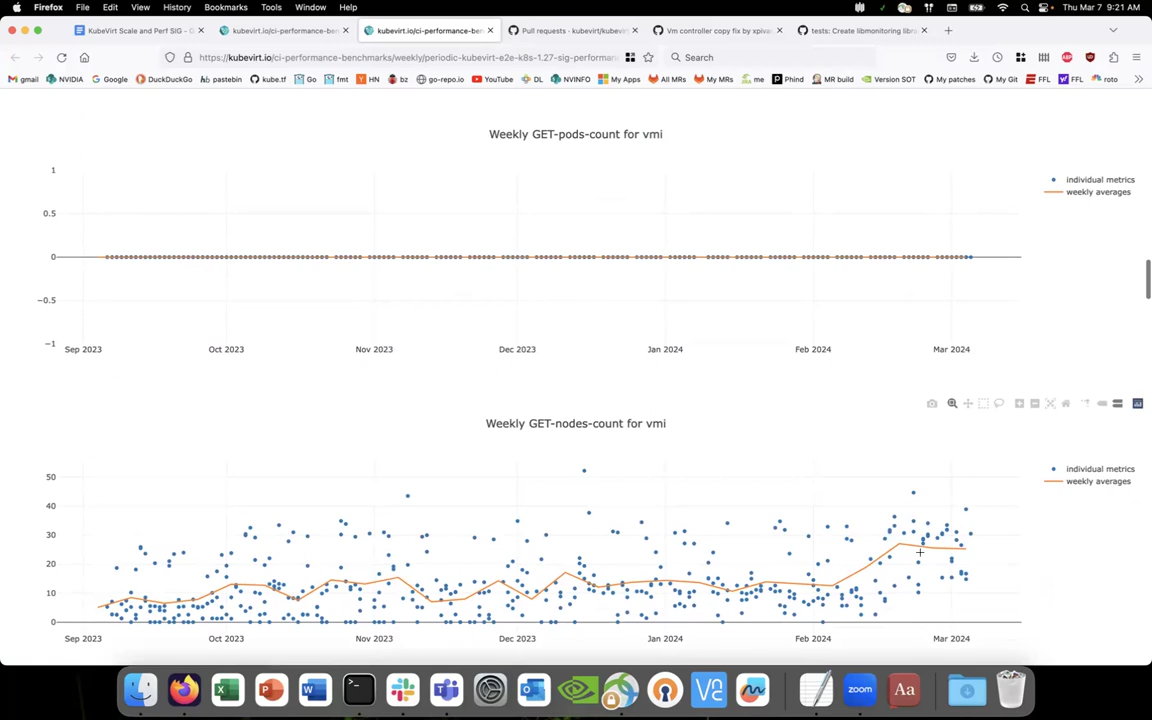 Firefox File Edit View History Bookmarks Tools Window Help Thu Mar 7 9:21 AM
KubeVirt Scale and Perf SIG - G kubevirt.io/ci-performance-ben kubevirt.io/ci-performance-ben Pull requests · kubevirt/kubevir Vm controller copy fix by xpiva tests: Create libmonitoring libra
https://kubevirt.io/ci-performance-benchmarks/weekly/periodic-kubevirt-e2e-k8s-1.27-sig-performan Search
gmail NVIDIA Google DuckDuckGo pastebin kube.tf Go fmt HN bz go-repo.io YouTube DL NVINFO My Apps All MRs My MRs me Phind MR build Version SOT My patches My Git FFL FFL roto
Weekly GET-pods-count for vmi
individual metrics
weekly averages
1
0.5
0
−0.5
−1
Sep 2023 Oct 2023 Nov 2023 Dec 2023 Jan 2024 Feb 2024 Mar 2024
Weekly GET-nodes-count for vmi
individual metrics
weekly averages
50
40
30
20
10
0
Sep 2023 Oct 2023 Nov 2023 Dec 2023 Jan 2024 Feb 2024 Mar 2024
zoom Aa